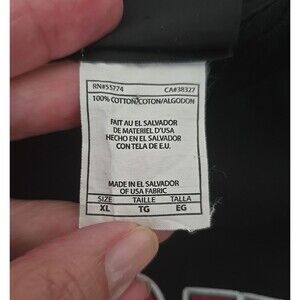 RN#55774 CA#38327
100% COTTON/COTON/ALGODON
FAIT AU EL SALVADOR
DE MATERIEL D'USA
HECHO EN EL SALVADOR
CON TELA DE E.U.
MADE IN EL SALVADOR
OF USA FABRIC
SIZE TAILLE TALLA
XL TG EG